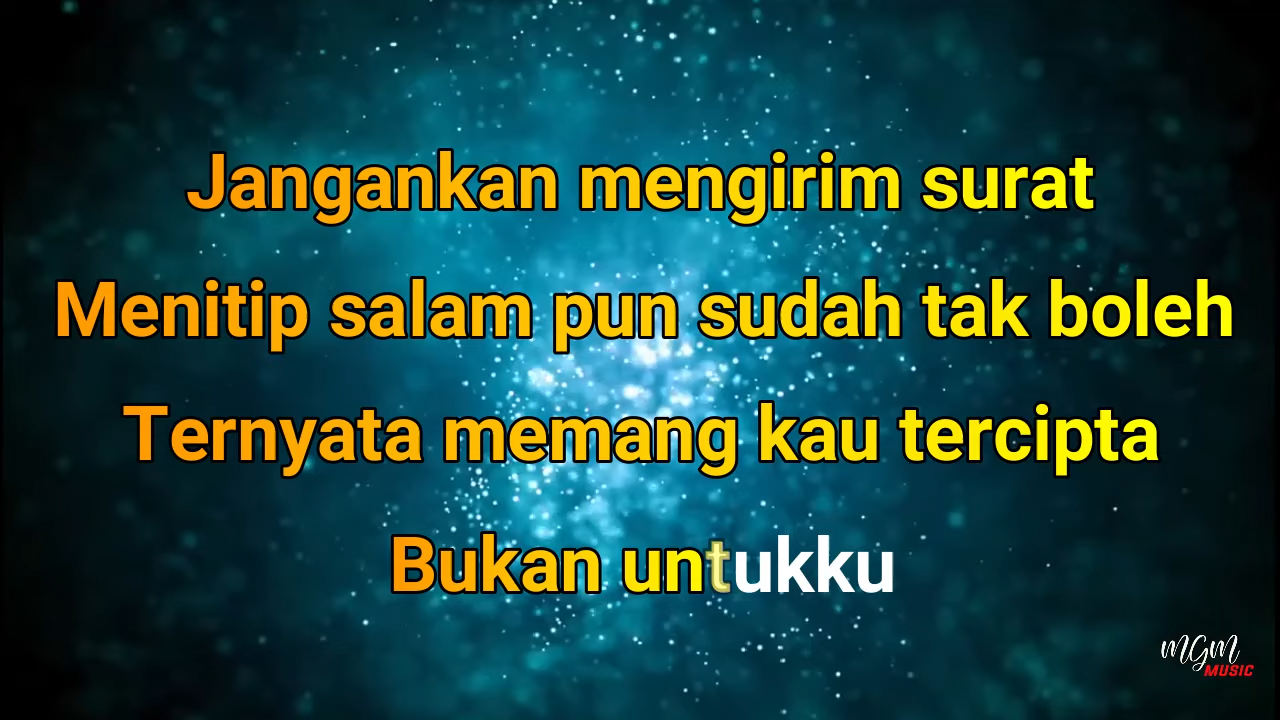 Jangankan mengirim surat
Menitip salam pun sudah tak boleh
Ternyata memang kau tercipta
Bukan untukku
MGM
MUSIC